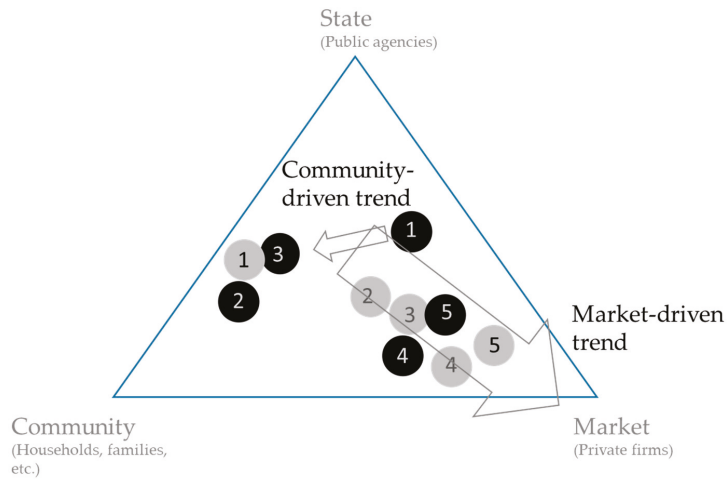 State
(Public agencies)
Community-
driven trend
1
1
3
2
2
3
5
5
4
4
Market-driven
trend
Community
(Households, families,
etc.)
Market
(Private firms)